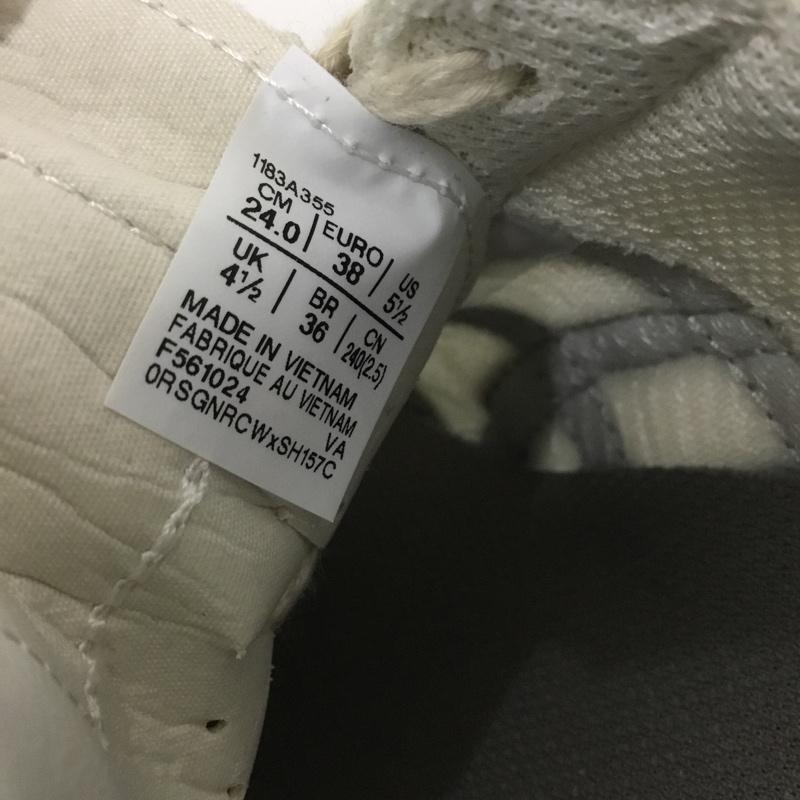 1183A355
CM 24.0 | EURO 38 | US 5½
UK 4½ | BR 36 | CN 240(2.5)
MADE IN VIETNAM
FABRIQUE AU VIETNAM
F561024 VA
0RSGNRCWxSH157C